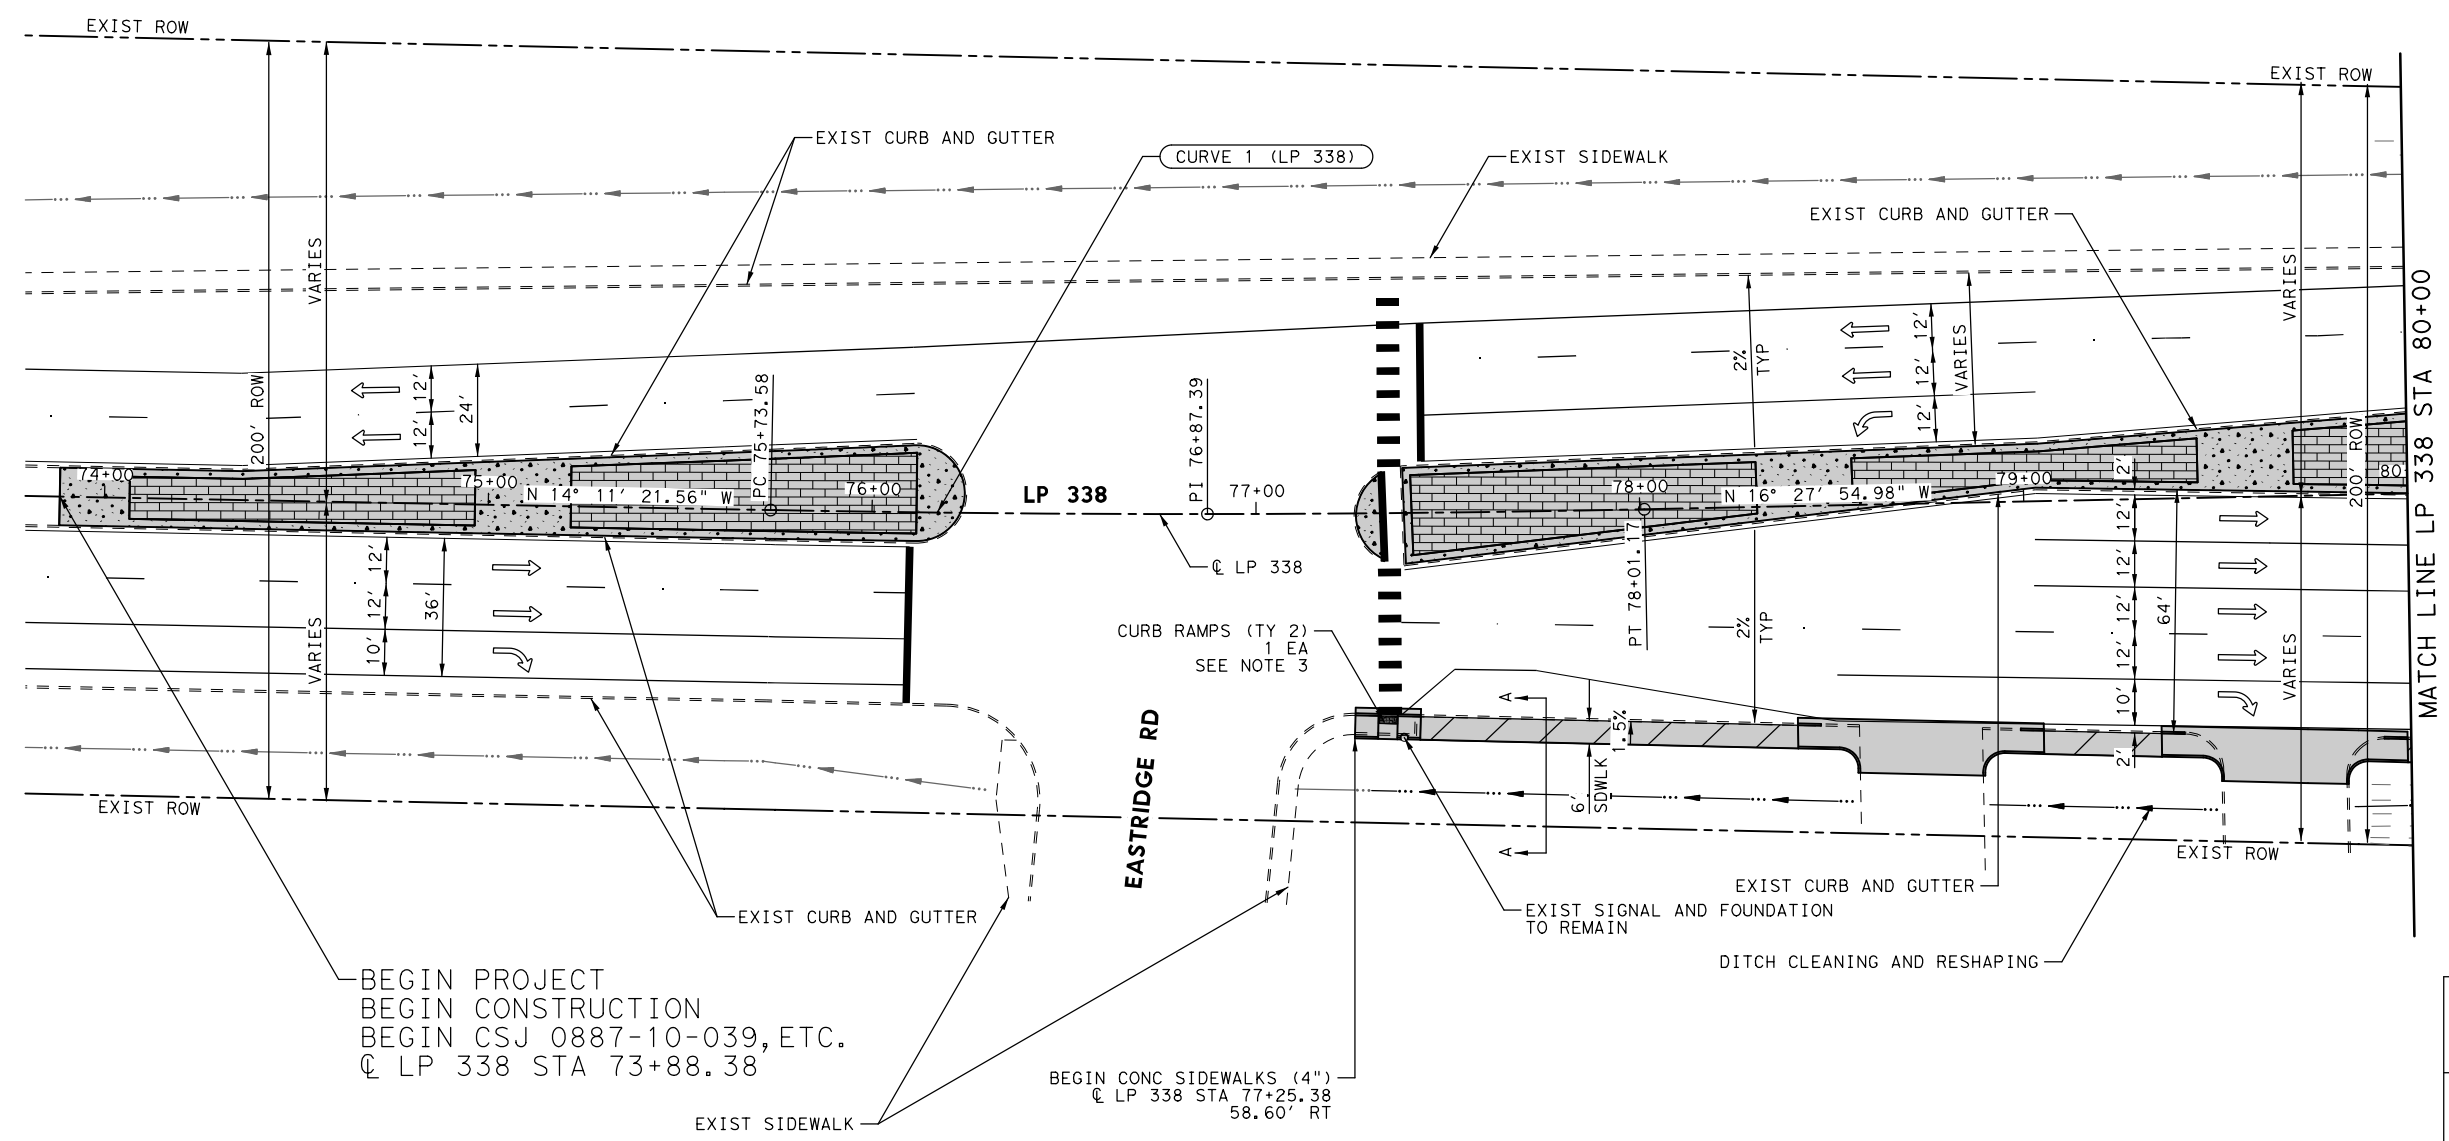 EXIST ROW
EXIST ROW
EXIST CURB AND GUTTER
CURVE 1 (LP 338)
EXIST SIDEWALK
EXIST CURB AND GUTTER
VARIES
200' ROW
12'
12'
24'
PC 75+73.58
PI 76+87.39
2%
TYP
12'
12'
12'
VARIES
VARIES
200' ROW
MATCH LINE LP 338 STA 80+00
74+00
75+00
N 14° 11' 21.56" W
76+00
LP 338
77+00
78+00
N 16° 27' 54.98" W
79+00
2'
80
℄ LP 338
PT 78+01.17
12'
12'
10'
36'
VARIES
CURB RAMPS (TY 2)
1 EA
SEE NOTE 3
2%
TYP
12'
12'
12'
12'
10'
64'
VARIES
2'
A
A
1.5%
6'
SDWLK
EASTRIDGE RD
EXIST ROW
EXIST ROW
EXIST CURB AND GUTTER
EXIST CURB AND GUTTER
EXIST SIGNAL AND FOUNDATION
TO REMAIN
DITCH CLEANING AND RESHAPING
BEGIN PROJECT
BEGIN CONSTRUCTION
BEGIN CSJ 0887-10-039, ETC.
℄ LP 338 STA 73+88.38
BEGIN CONC SIDEWALKS (4")
℄ LP 338 STA 77+25.38
58.60' RT
EXIST SIDEWALK